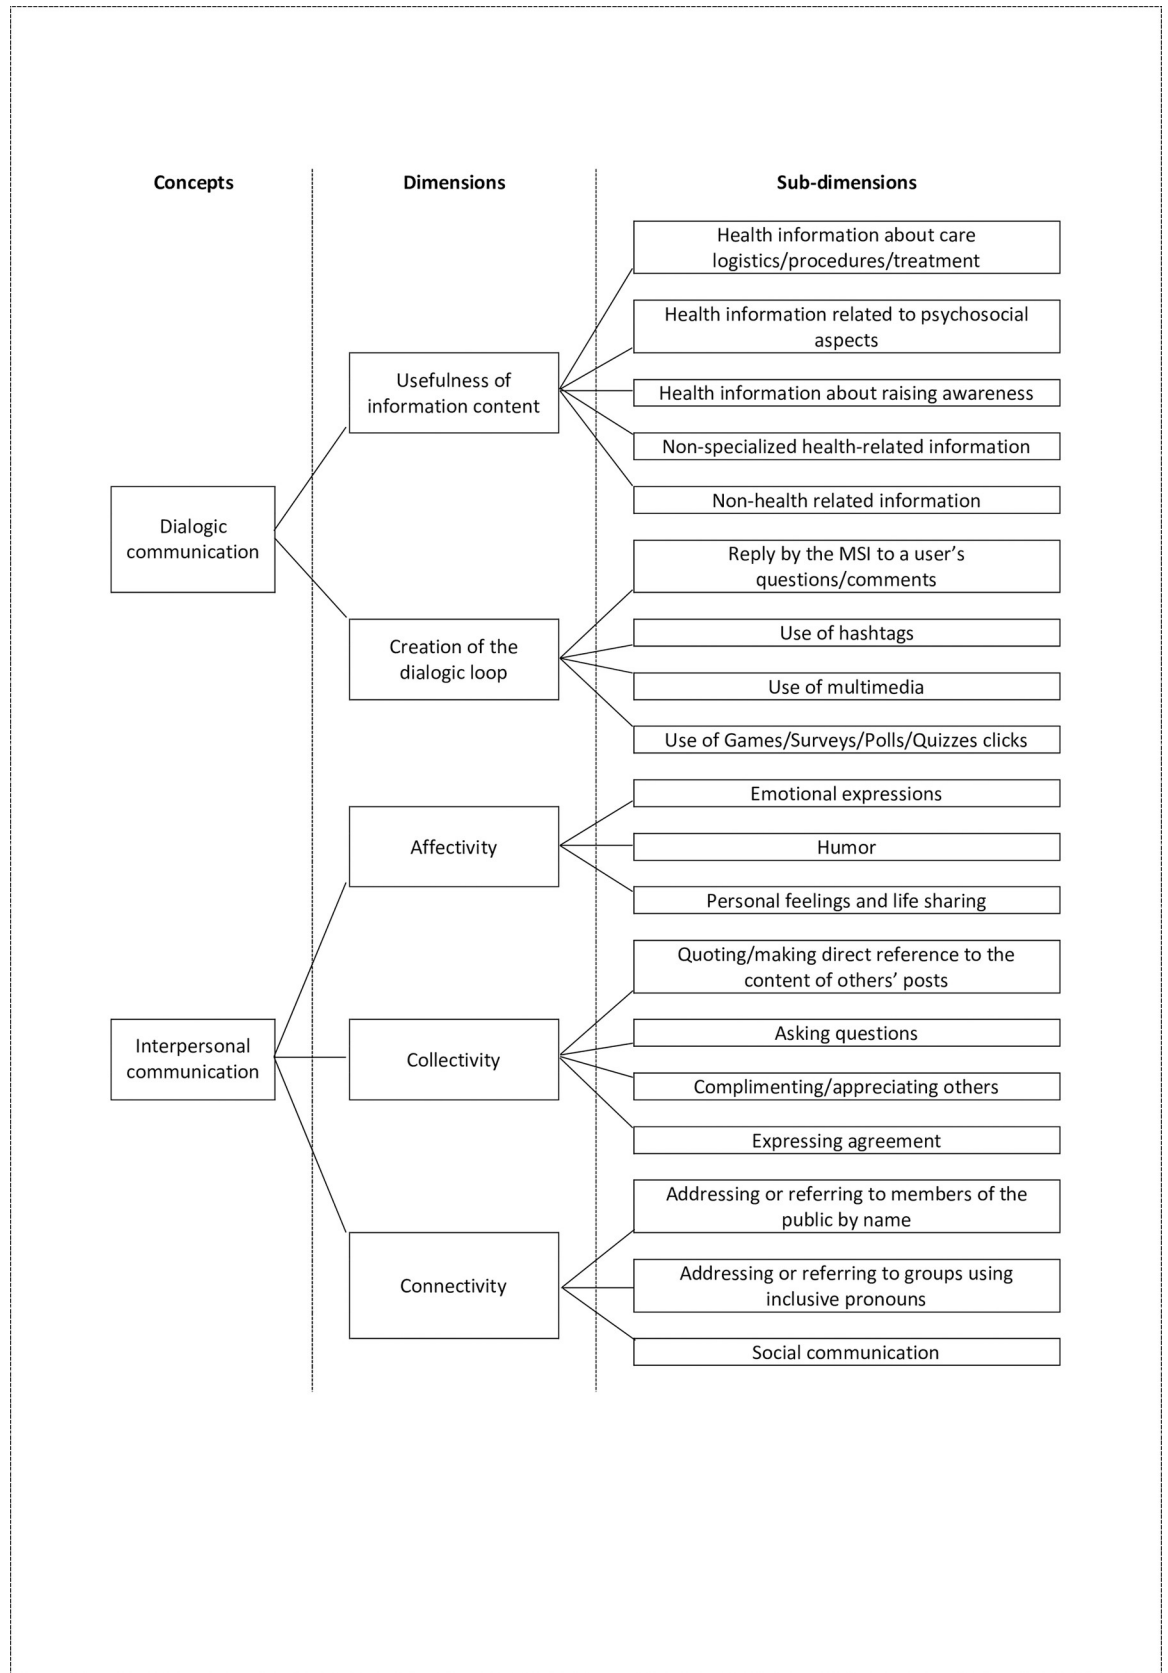 Concepts
Dimensions
Sub-dimensions
Health information about care
logistics/procedures/treatment
Health information related to psychosocial
aspects
Usefulness of
information content
Health information about raising awareness
Non-specialized health-related information
Non-health related information
Dialogic
communication
Reply by the MSI to a user’s
questions/comments
Creation of the
dialogic loop
Use of hashtags
Use of multimedia
Use of Games/Surveys/Polls/Quizzes clicks
Emotional expressions
Affectivity
Humor
Personal feelings and life sharing
Quoting/making direct reference to the
content of others’ posts
Interpersonal
communication
Collectivity
Asking questions
Complimenting/appreciating others
Expressing agreement
Addressing or referring to members of the
public by name
Connectivity
Addressing or referring to groups using
inclusive pronouns
Social communication